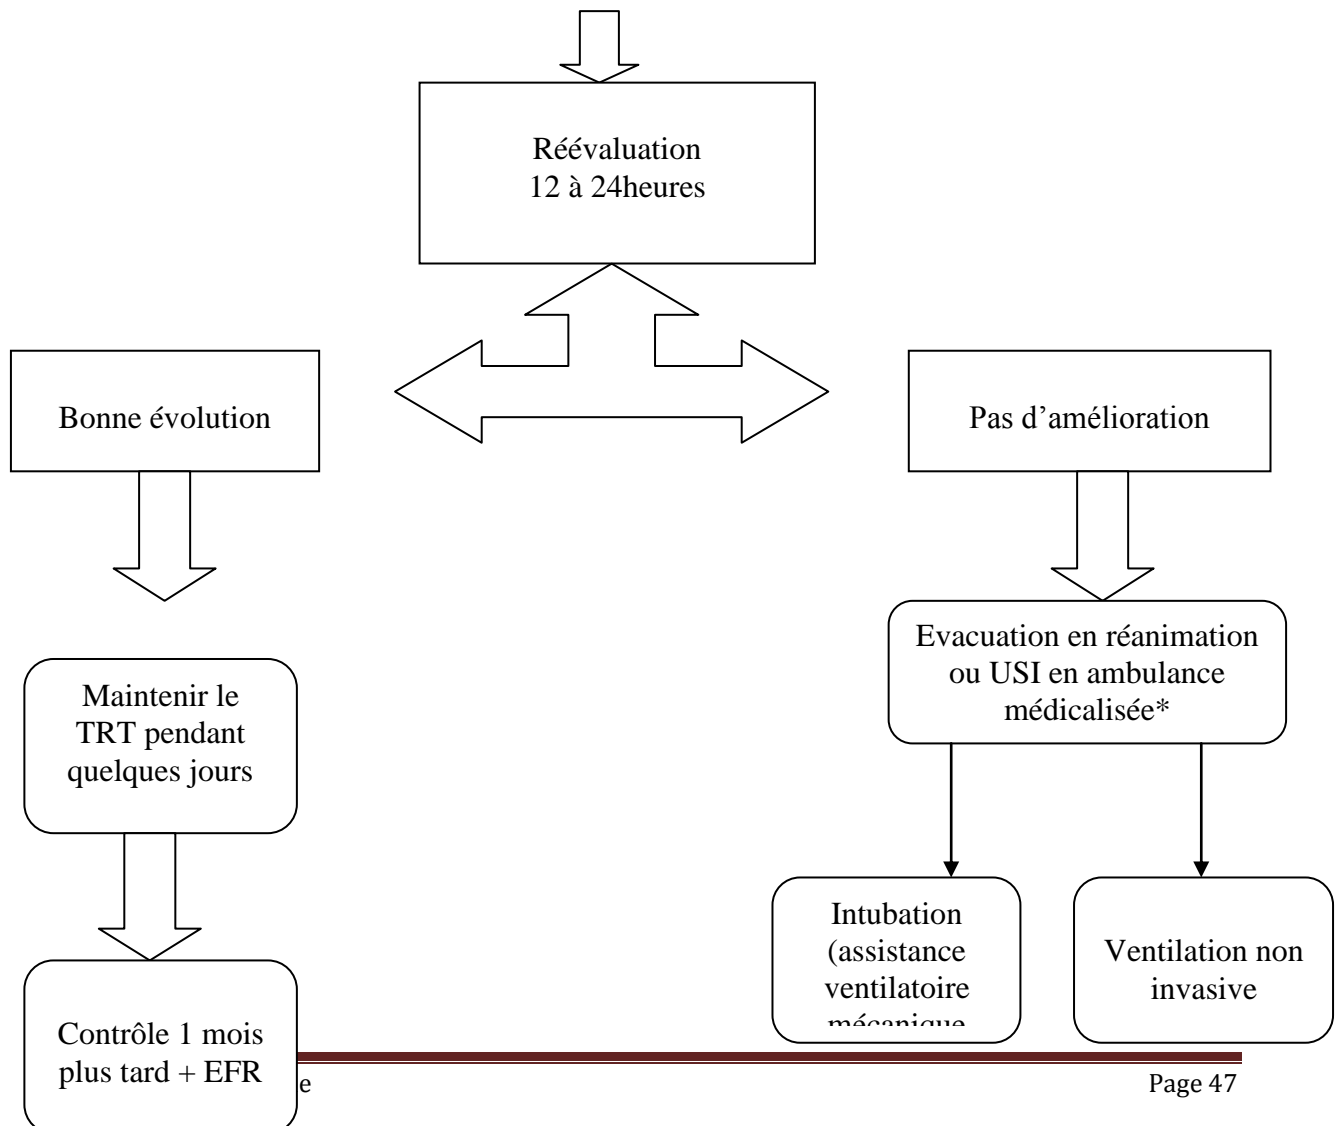 Réévaluation
12 à 24heures
Bonne évolution
Pas d’amélioration
Evacuation en réanimation
ou USI en ambulance
médicalisée*
Maintenir le
TRT pendant
quelques jours
Intubation
(assistance
ventilatoire
mécanique
Ventilation non
invasive
Contrôle 1 mois
plus tard + EFR
e
Page 47